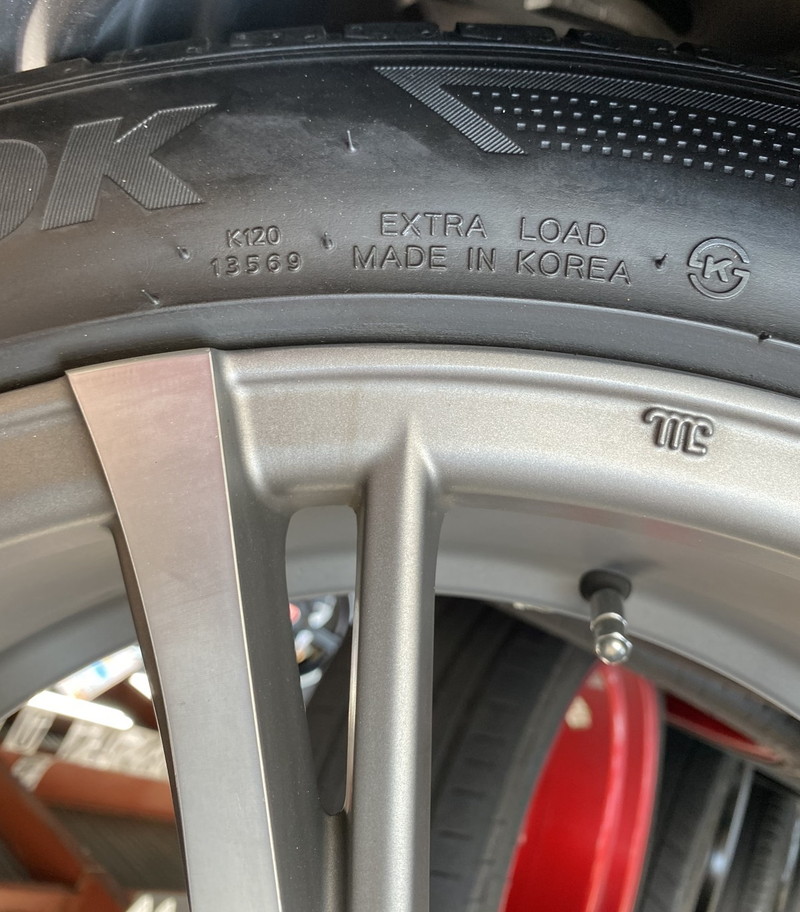 OK
K120
13569
EXTRA LOAD
MADE IN KOREA
K